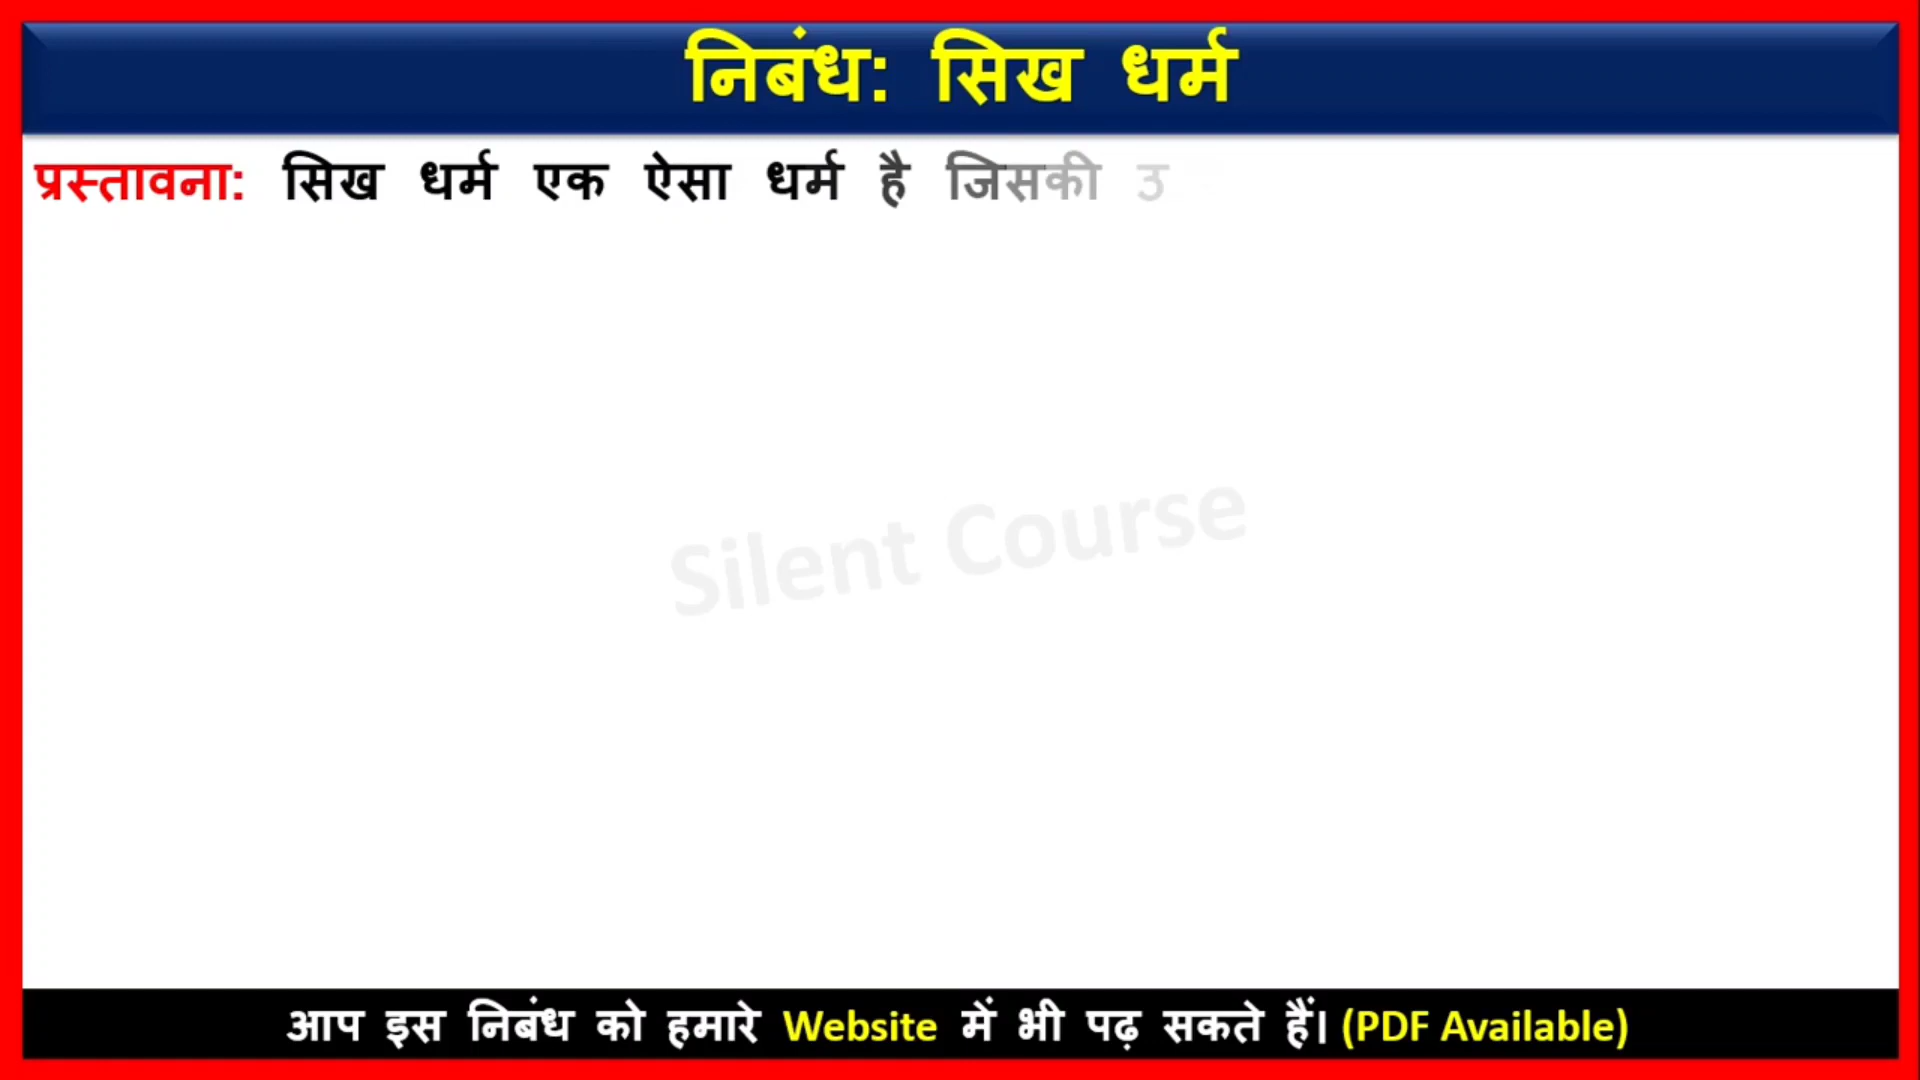 निबंध: सिख धर्म
प्रस्तावना: सिख धर्म एक ऐसा धर्म है जिसकी उ
Silent Course
आप इस निबंध को हमारे Website में भी पढ़ सकते हैं। (PDF Available)